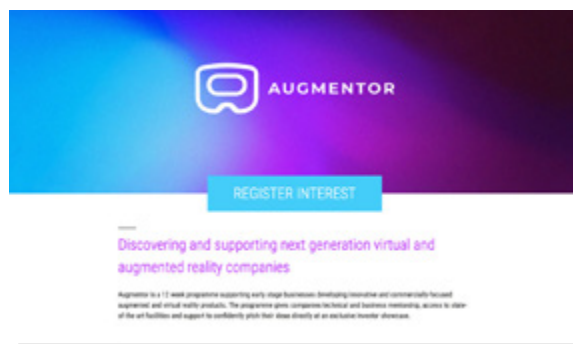 AUGMENTOR
REGISTER INTEREST
Discovering and supporting next generation virtual and
augmented reality companies
Augmentor is a 12 week programme supporting early stage businesses developing innovative and commercially focused
augmented and virtual reality products. The programme gives companies technical and business mentorship, access to state-
of-the-art facilities and support to confidently pitch their ideas directly at an exclusive investor showcase.